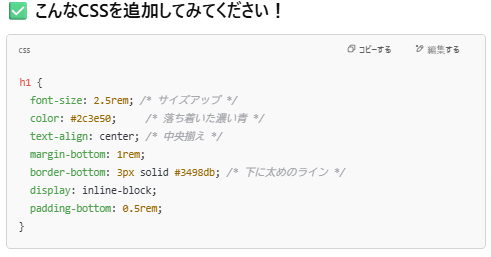 ✅ こんなCSSを追加してみてください！
css
コピーする
編集する
h1 {
  font-size: 2.5rem; /* サイズアップ */
  color: #2c3e50;     /* 落ち着いた濃い青 */
  text-align: center; /* 中央揃え */
  margin-bottom: 1rem;
  border-bottom: 3px solid #3498db; /* 下に太めのライン */
  display: inline-block;
  padding-bottom: 0.5rem;
}